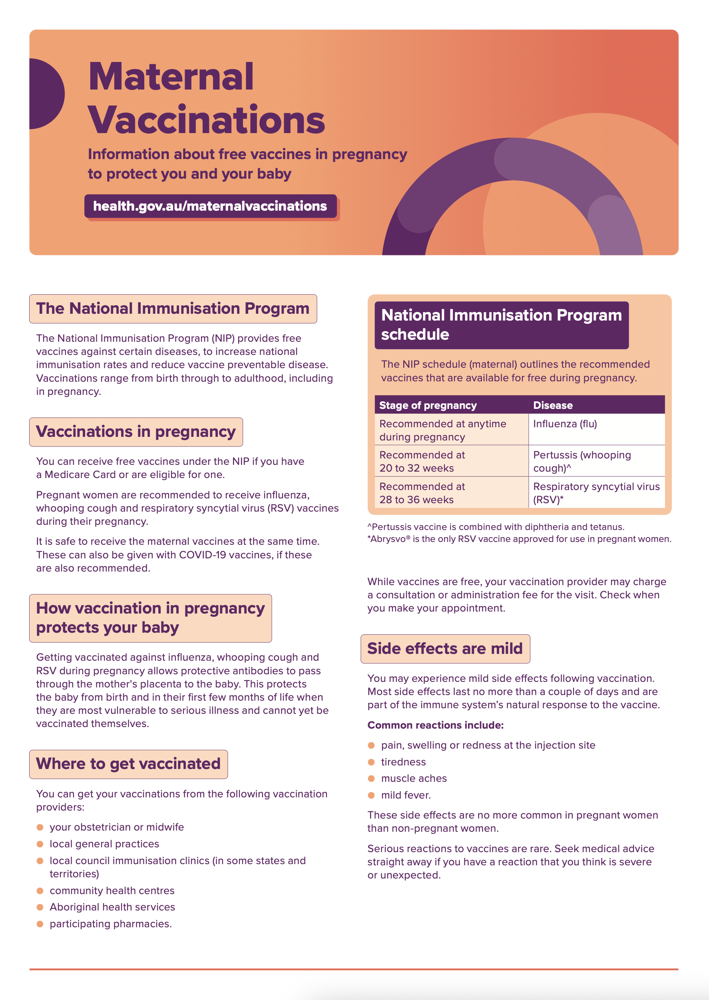 Maternal
Vaccinations
Information about free vaccines in pregnancy
to protect you and your baby
health.gov.au/maternalvaccinations
The National Immunisation Program
The National Immunisation Program (NIP) provides free
vaccines against certain diseases, to increase national
immunisation rates and reduce vaccine preventable disease.
Vaccinations range from birth through to adulthood, including
in pregnancy.
Vaccinations in pregnancy
You can receive free vaccines under the NIP if you have
a Medicare Card or are eligible for one.
Pregnant women are recommended to receive influenza,
whooping cough and respiratory syncytial virus (RSV) vaccines
during their pregnancy.
It is safe to receive the maternal vaccines at the same time.
These can also be given with COVID-19 vaccines, if these
are also recommended.
How vaccination in pregnancy
protects your baby
Getting vaccinated against influenza, whooping cough and
RSV during pregnancy allows protective antibodies to pass
through the mother's placenta to the baby. This protects
the baby from birth and in their first few months of life when
they are most vulnerable to serious illness and cannot yet be
vaccinated themselves.
Where to get vaccinated
You can get your vaccinations from the following vaccination
providers:
your obstetrician or midwife
local general practices
local council immunisation clinics (in some states and
territories)
community health centres
Aboriginal health services
participating pharmacies.
National Immunisation Program
schedule
The NIP schedule (maternal) outlines the recommended
vaccines that are available for free during pregnancy.
Stage of pregnancy Disease
Recommended at anytime Influenza (flu)
during pregnancy
Recommended at Pertussis (whooping
20 to 32 weeks cough)^
Recommended at Respiratory syncytial virus
28 to 36 weeks (RSV)*
^Pertussis vaccine is combined with diphtheria and tetanus.
*Abrysvo® is the only RSV vaccine approved for use in pregnant women.
While vaccines are free, your vaccination provider may charge
a consultation or administration fee for the visit. Check when
you make your appointment.
Side effects are mild
You may experience mild side effects following vaccination.
Most side effects last no more than a couple of days and are
part of the immune system’s natural response to the vaccine.
Common reactions include:
pain, swelling or redness at the injection site
tiredness
muscle aches
mild fever.
These side effects are no more common in pregnant women
than non-pregnant women.
Serious reactions to vaccines are rare. Seek medical advice
straight away if you have a reaction that you think is severe
or unexpected.